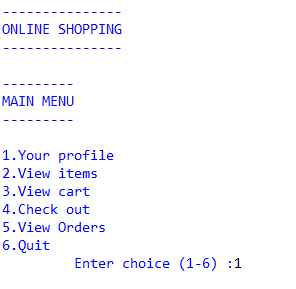 ---------------
ONLINE SHOPPING
---------------
---------
MAIN MENU
---------
1.Your profile
2.View items
3.View cart
4.Check out
5.View Orders
6.Quit
Enter choice (1-6) :1